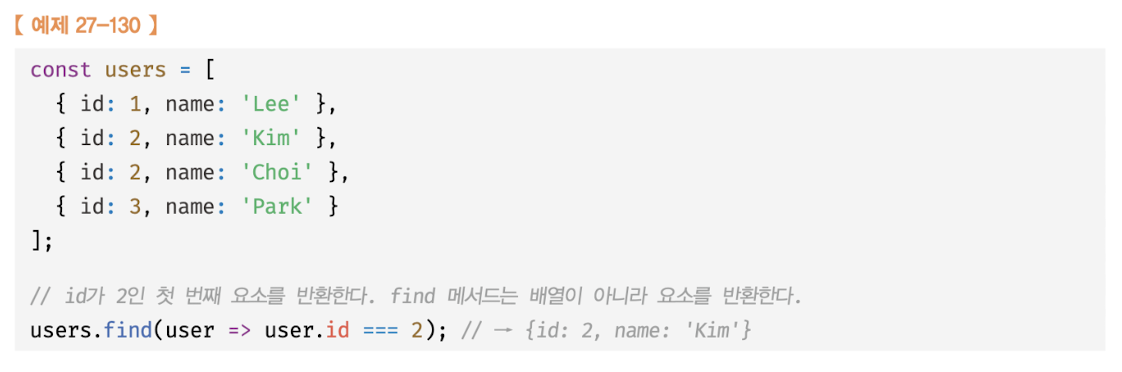 【 예제 27-130 】
const users = [
  { id: 1, name: 'Lee' },
  { id: 2, name: 'Kim' },
  { id: 2, name: 'Choi' },
  { id: 3, name: 'Park' }
];
// id가 2인 첫 번째 요소를 반환한다. find 메서드는 배열이 아니라 요소를 반환한다.
users.find(user => user.id === 2); // → {id: 2, name: 'Kim'}